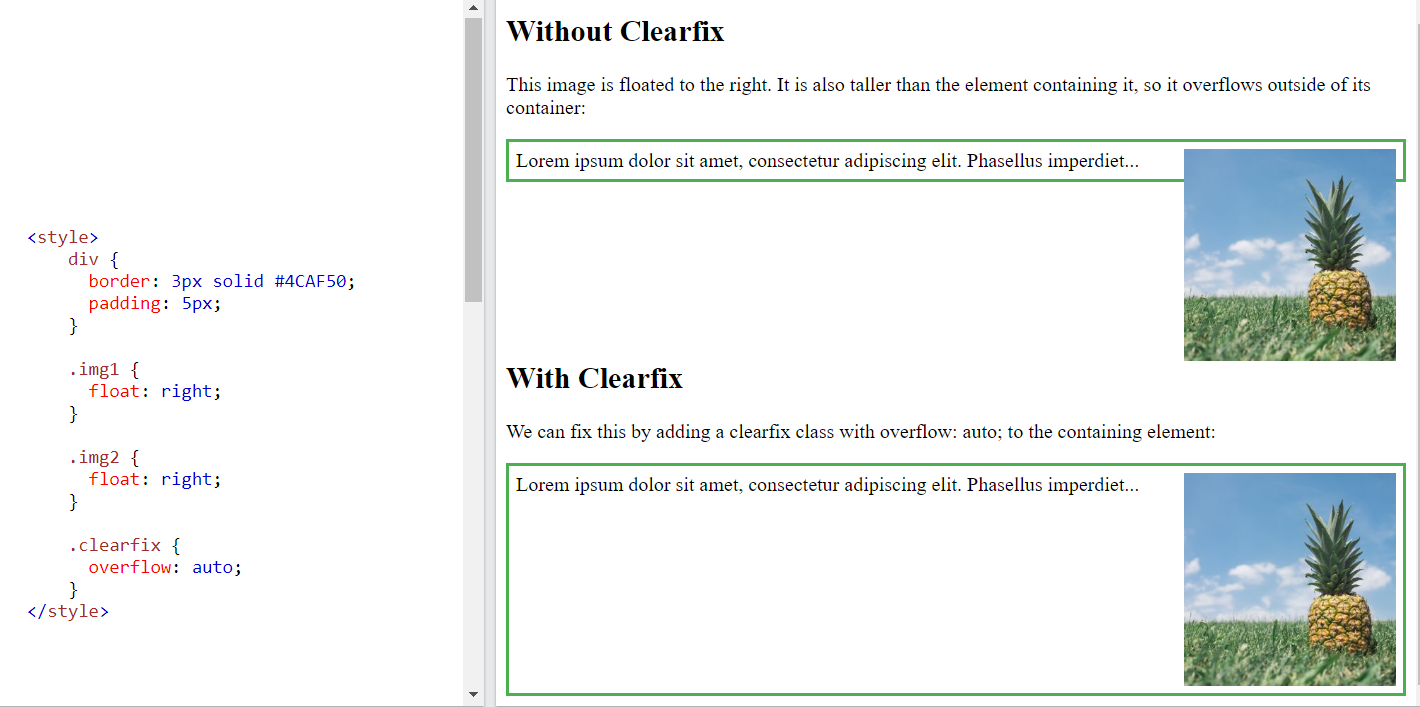 <style>
div {
border: 3px solid #4CAF50;
padding: 5px;
}
.img1 {
float: right;
}
.img2 {
float: right;
}
.clearfix {
overflow: auto;
}
</style>
Without Clearfix
This image is floated to the right. It is also taller than the element containing it, so it overflows outside of its
container:
Lorem ipsum dolor sit amet, consectetur adipiscing elit. Phasellus imperdiet...
With Clearfix
We can fix this by adding a clearfix class with overflow: auto; to the containing element:
Lorem ipsum dolor sit amet, consectetur adipiscing elit. Phasellus imperdiet...